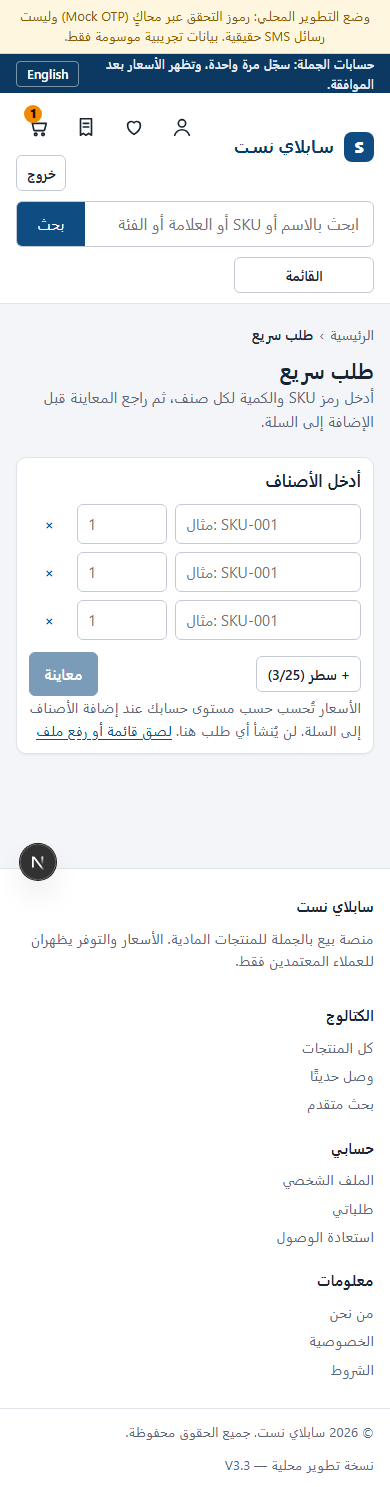 وضع التطوير المحلي: رموز التحقق عبر محاكٍ (Mock OTP) وليست
رسائل SMS حقيقية. بيانات تجريبية موسومة فقط.
حسابات الجملة: سجّل مرة واحدة، وتظهر الأسعار بعد
الموافقة.
English
1
s
سابلاي نست
خروج
ابحث بالاسم أو SKU أو العلامة أو الفئة
بحث
القائمة
الرئيسية › طلب سريع
طلب سريع
أدخل رمز SKU والكمية لكل صنف، ثم راجع المعاينة قبل
الإضافة إلى السلة.
أدخل الأصناف
مثال: SKU-001
1
×
مثال: SKU-001
1
×
مثال: SKU-001
1
×
+ سطر (3/25)
معاينة
الأسعار تُحسب حسب مستوى حسابك عند إضافة الأصناف
إلى السلة. لن يُنشأ أي طلب هنا. لصق قائمة أو رفع ملف
N
سابلاي نست
منصة بيع بالجملة للمنتجات المادية. الأسعار والتوفر يظهران
للعملاء المعتمدين فقط.
الكتالوج
كل المنتجات
وصل حديثًا
بحث متقدم
حسابي
الملف الشخصي
طلباتي
استعادة الوصول
معلومات
من نحن
الخصوصية
الشروط
© 2026 سابلاي نست. جميع الحقوق محفوظة.
نسخة تطوير محلية — V3.3